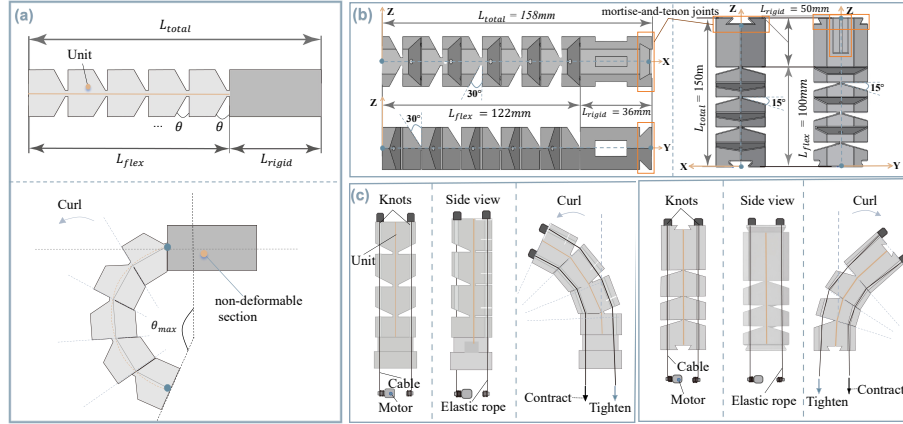 (a)
L_total
Unit
... θ θ
L_flex L_rigid
Curl
non-deformable
section
θ_max
(b)
Z
L_total = 158mm
mortise-and-tenon joints
X
30°
Z
30°
L_flex = 122mm
L_rigid = 36mm
Y
Z L_rigid = 50mm Z
L_total = 150m
15°
L_flex = 100mm
15°
X Y
(c)
Knots Side view Curl
Unit
Cable
Motor Elastic rope
Contract
Tighten
Knots Side view Curl
Unit
Cable
Motor Elastic rope
Contract
Tighten